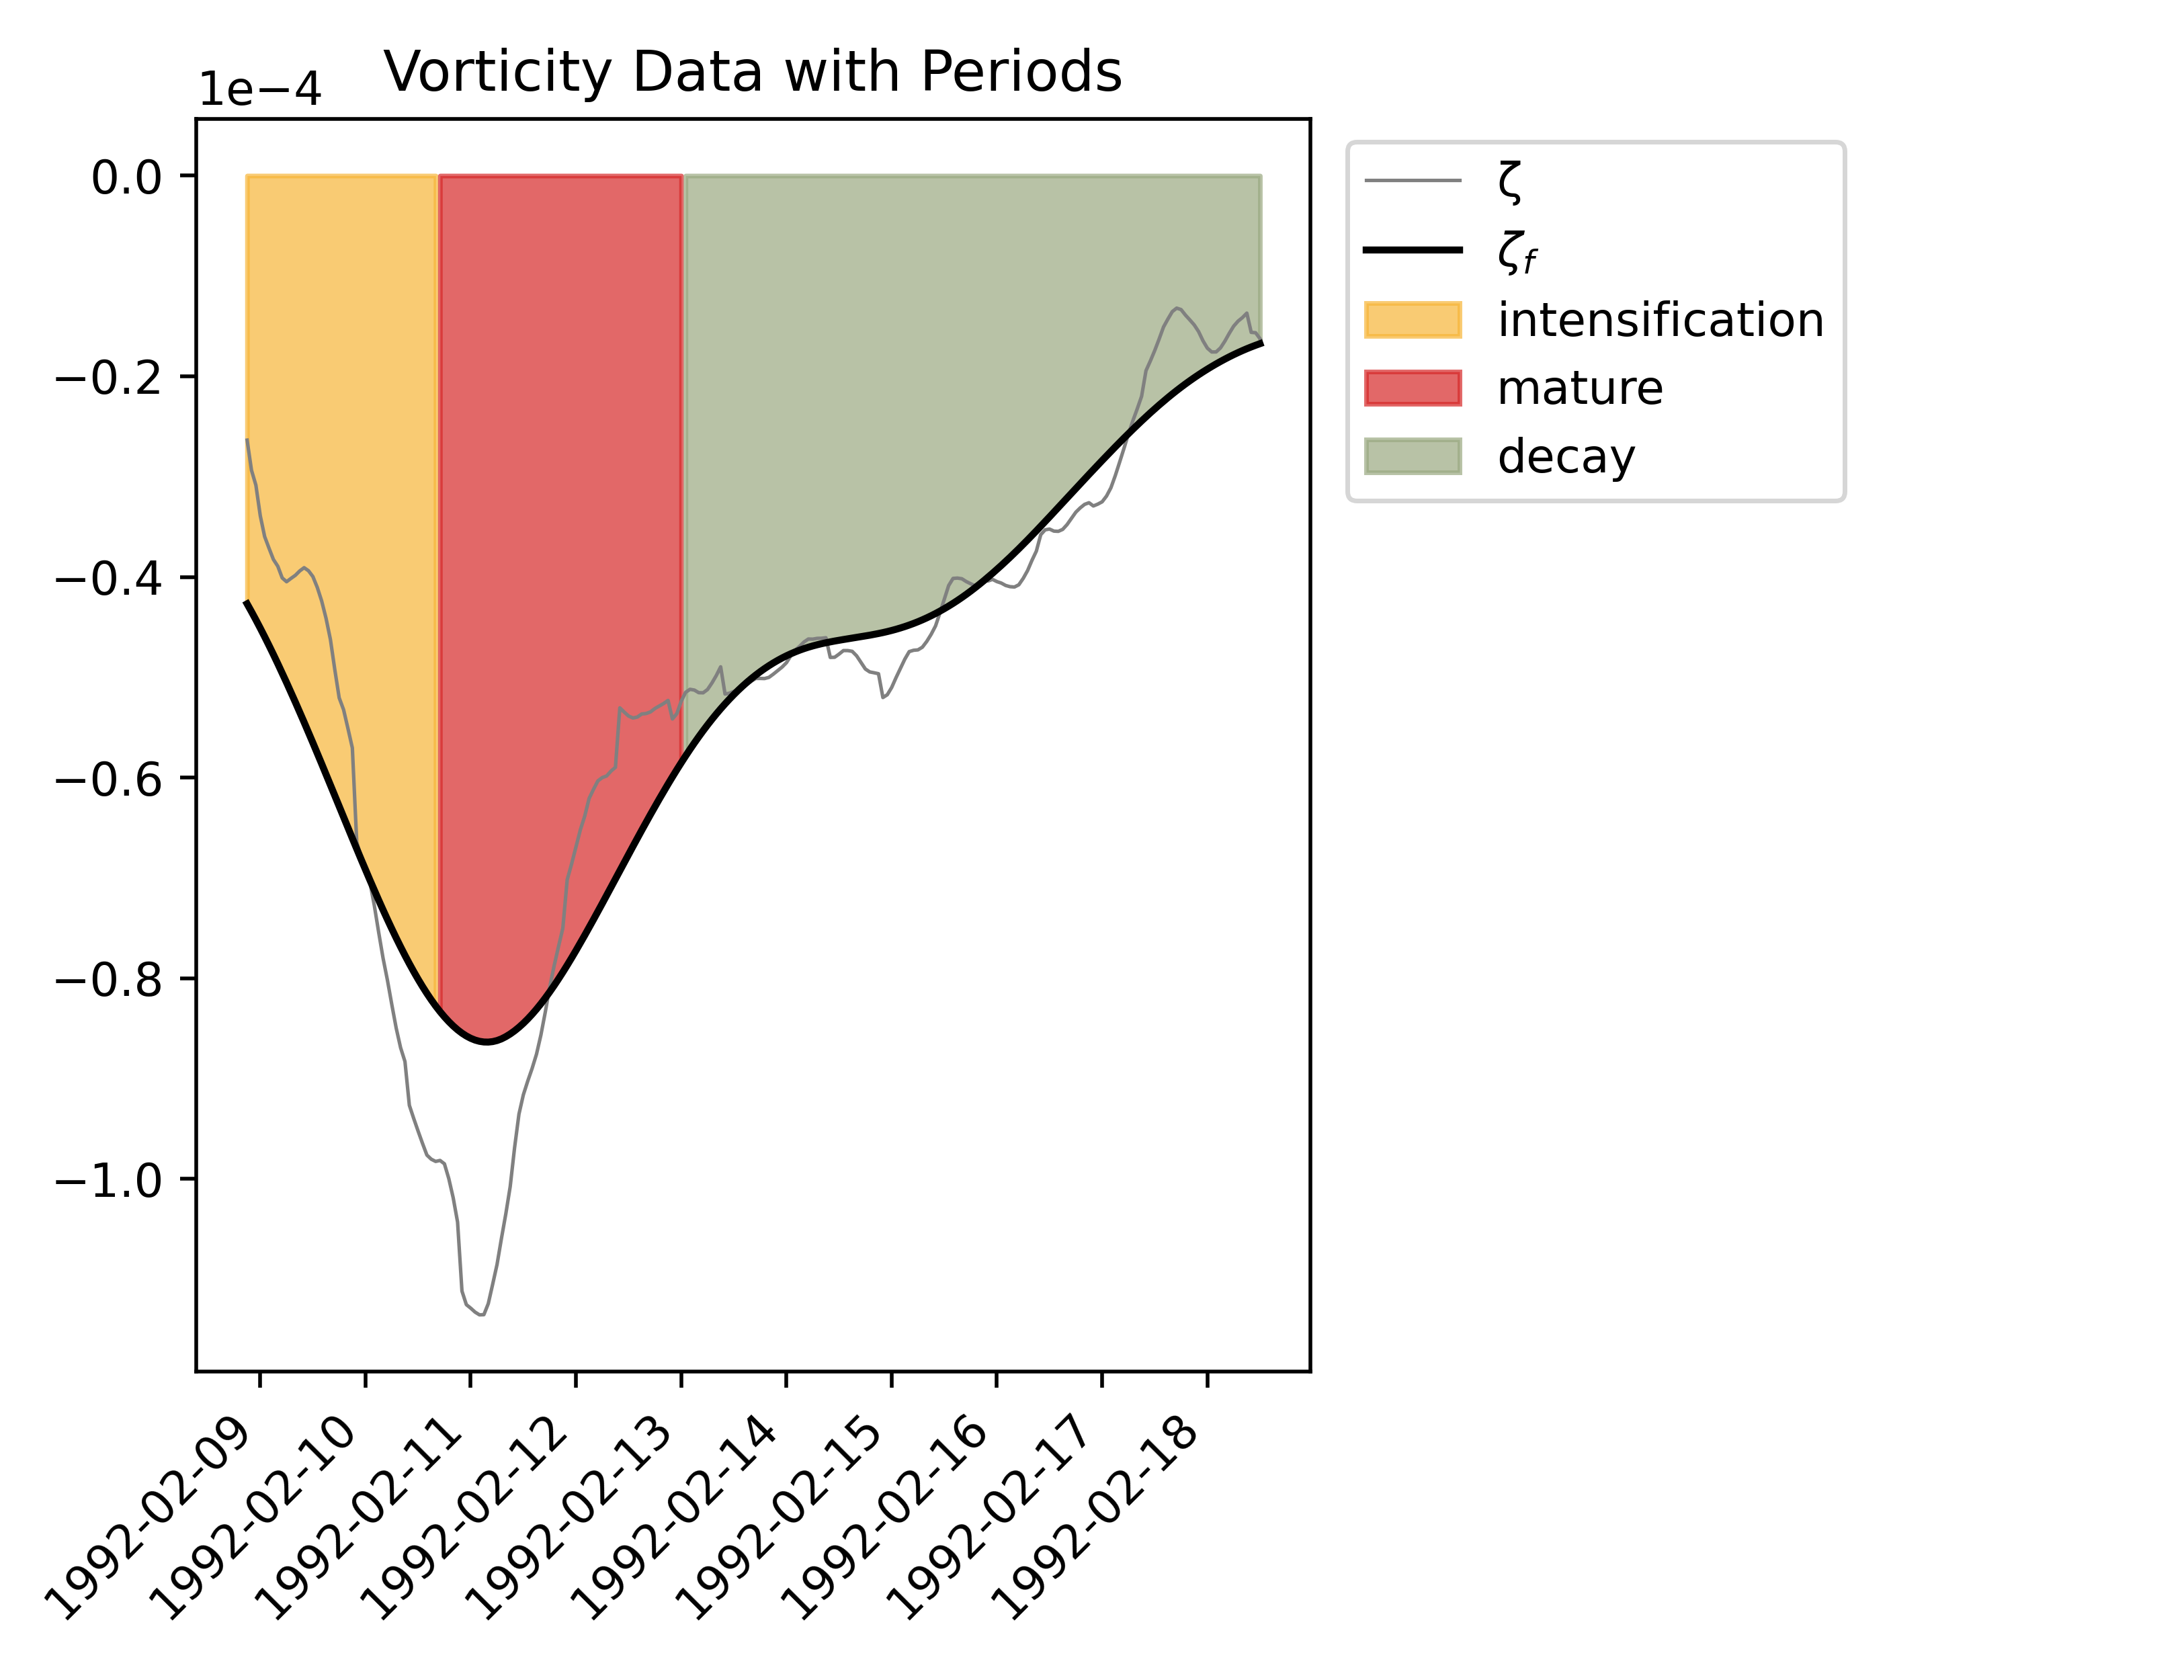 Vorticity Data with Periods
1e−4
0.0
−0.2
−0.4
−0.6
−0.8
−1.0
1992-02-09
1992-02-10
1992-02-11
1992-02-12
1992-02-13
1992-02-14
1992-02-15
1992-02-16
1992-02-17
1992-02-18
ζ
ζf
intensification
mature
decay